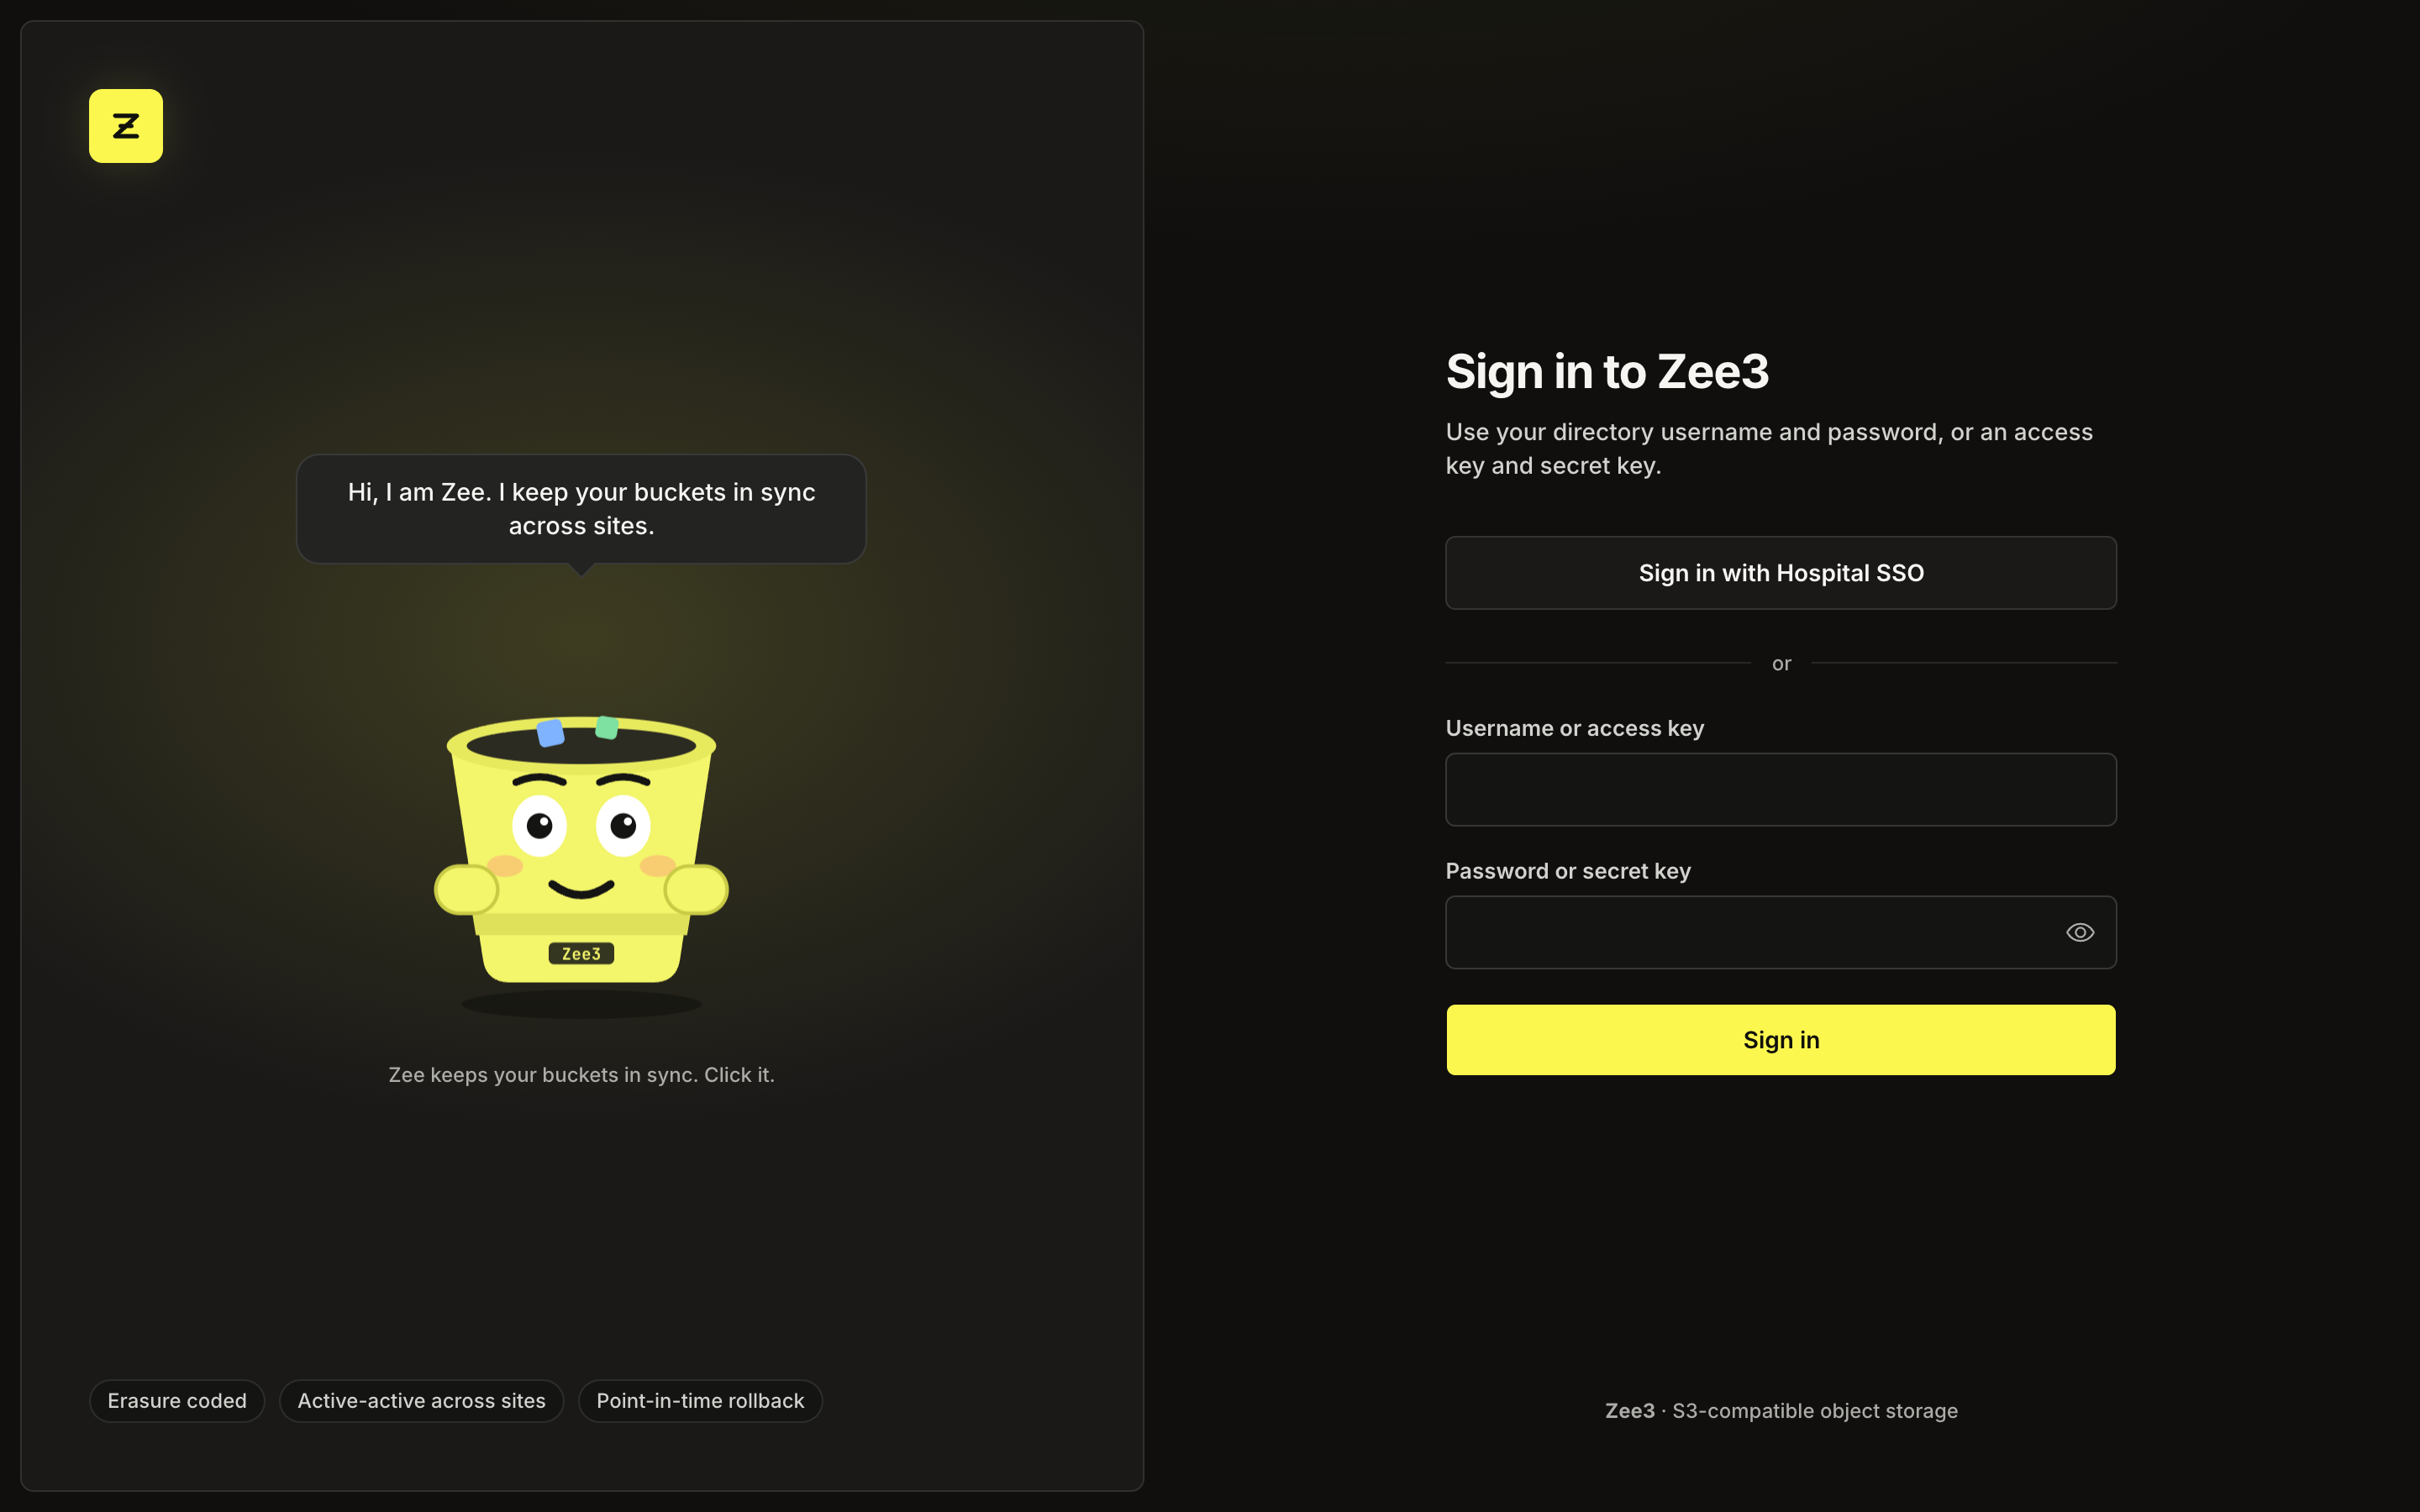 Z
Hi, I am Zee. I keep your buckets in sync
across sites.
Zee3
Zee keeps your buckets in sync. Click it.
Erasure coded
Active-active across sites
Point-in-time rollback
Sign in to Zee3
Use your directory username and password, or an access
key and secret key.
Sign in with Hospital SSO
or
Username or access key
Password or secret key
Sign in
Zee3 · S3-compatible object storage